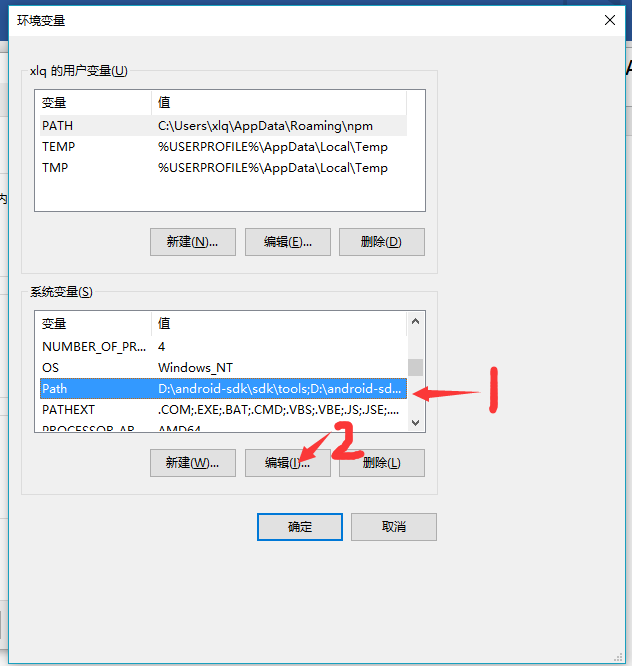 环境变量
xlq 的用户变量(U)
变量 值
PATH C:\Users\xlq\AppData\Roaming\npm
TEMP %USERPROFILE%\AppData\Local\Temp
TMP %USERPROFILE%\AppData\Local\Temp
新建(N)... 编辑(E)... 删除(D)
系统变量(S)
变量 值
NUMBER_OF_PR... 4
OS Windows_NT
Path D:\android-sdk\sdk\tools;D:\android-sd...
PATHEXT .COM;.EXE;.BAT;.CMD;.VBS;.VBE;.JS;.JSE;....
PROCESSOR_AR... AMD64
1
2
新建(W)... 编辑(I)... 删除(L)
确定 取消
内
A